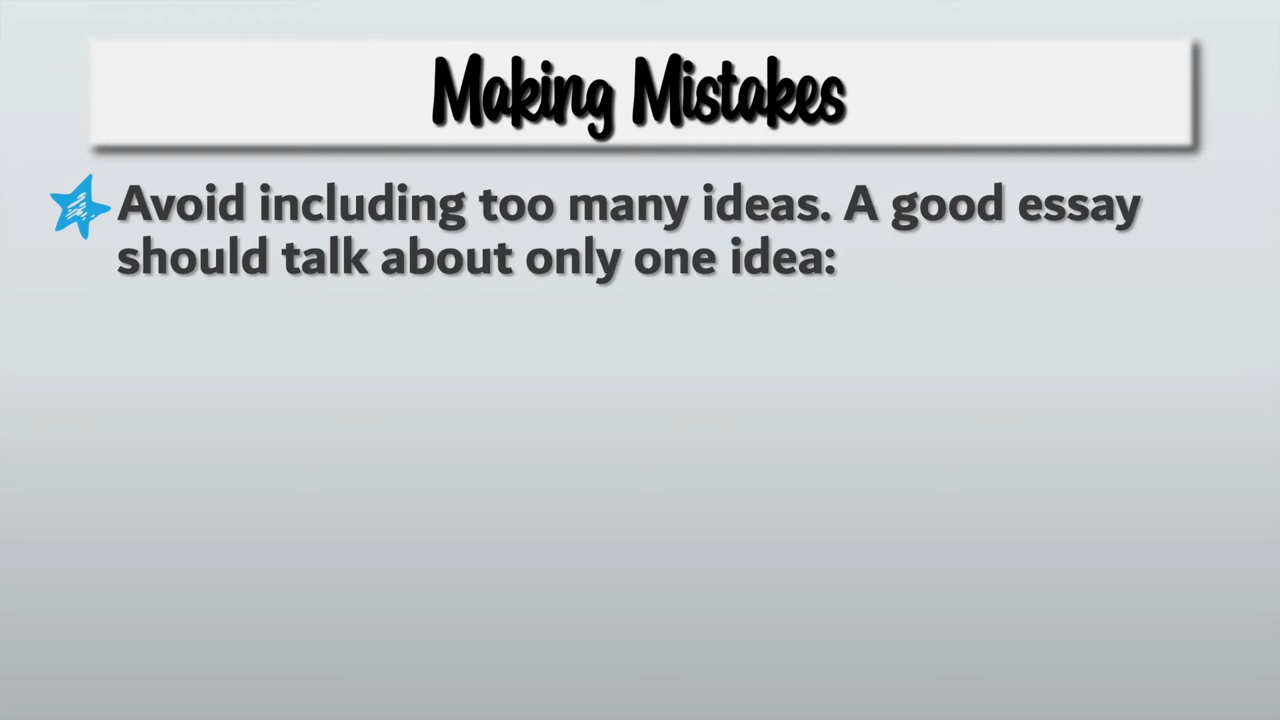 Making Mistakes
Avoid including too many ideas. A good essay
should talk about only one idea: